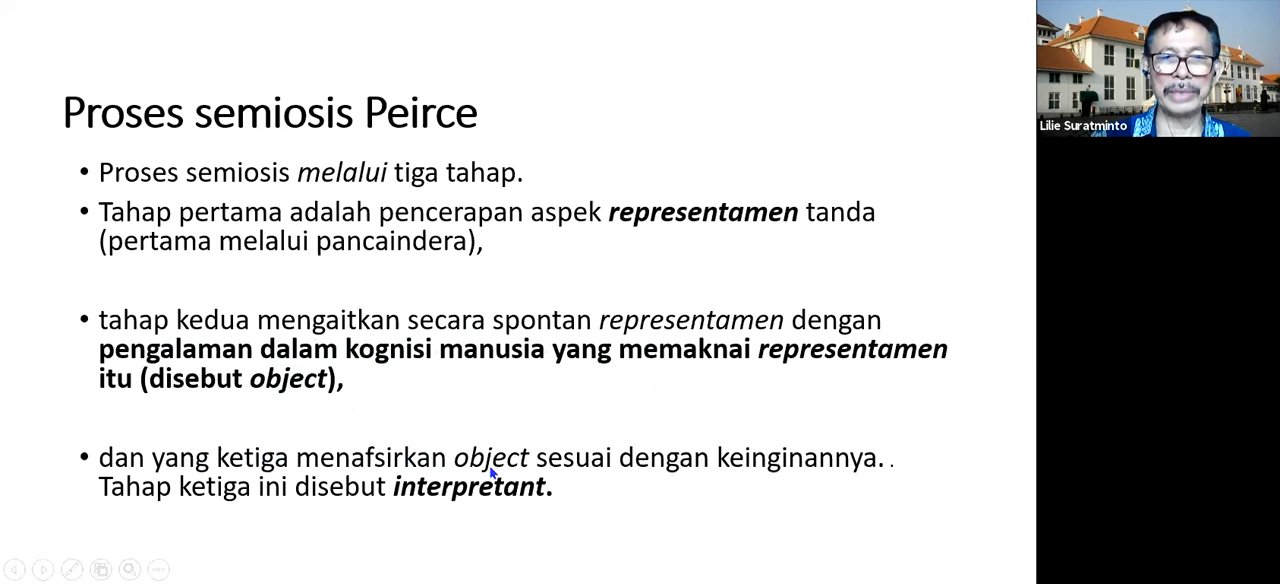 Proses semiosis Peirce
• Proses semiosis melalui tiga tahap.
• Tahap pertama adalah pencerapan aspek representamen tanda
(pertama melalui pancaindera),
• tahap kedua mengaitkan secara spontan representamen dengan
pengalaman dalam kognisi manusia yang memaknai representamen
itu (disebut object),
• dan yang ketiga menafsirkan object sesuai dengan keinginannya. .
Tahap ketiga ini disebut interpretant.
Lilie Suratminto